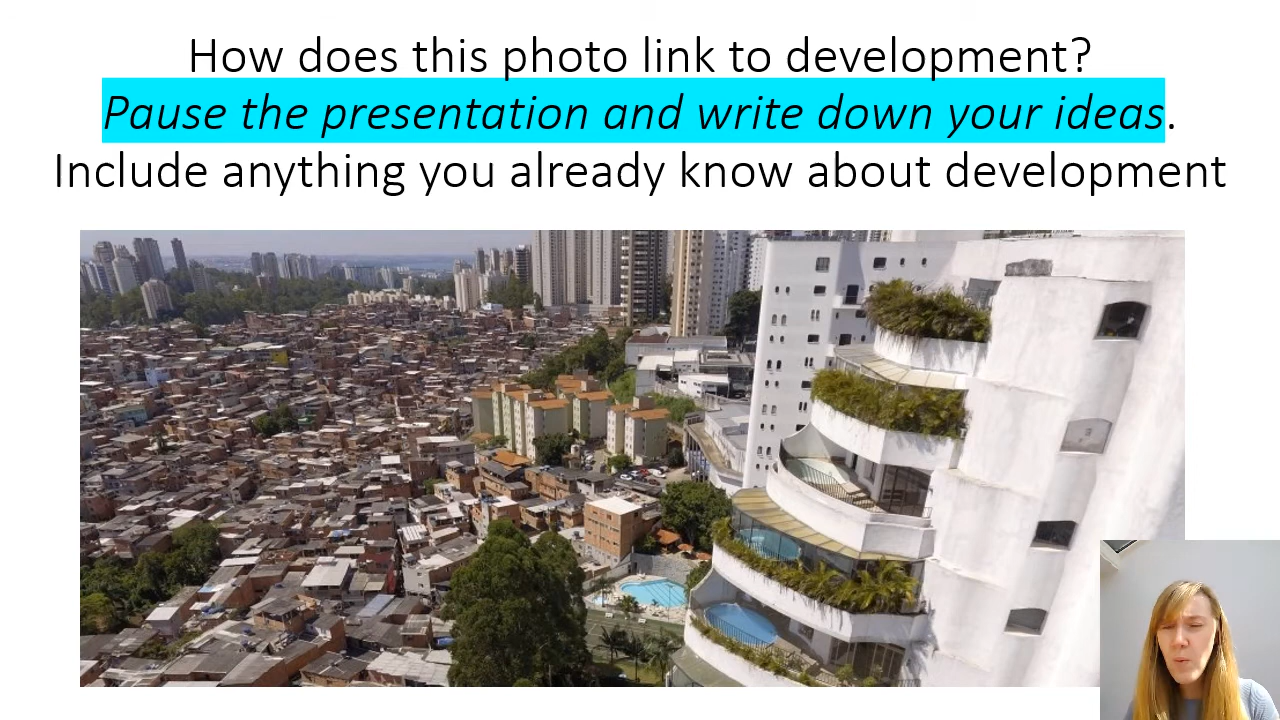 How does this photo link to development?
Pause the presentation and write down your ideas.
Include anything you already know about development